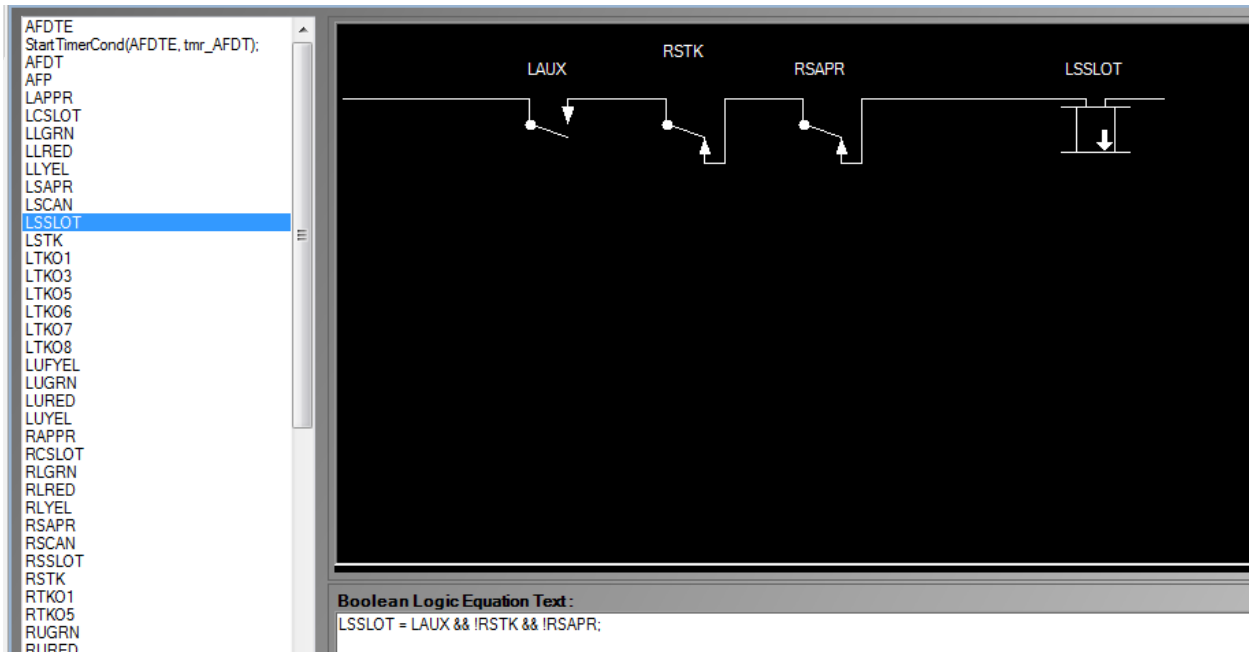 AFDTE
StartTimerCond(AFDTE, tmr_AFDT);
AFDT
AFP
LAPPR
LCSLOT
LLGRN
LLRED
LLYEL
LSAPR
LSCAN
LSSLOT
LSTK
LTKO1
LTKO3
LTKO5
LTKO6
LTKO7
LTKO8
LUFYEL
LUGRN
LURED
LUYEL
RAPPR
RCSLOT
RLGRN
RLRED
RLYEL
RSAPR
RSCAN
RSSLOT
RSTK
RTKO1
RTKO5
RUGRN
RURED
LAUX
RSTK
RSAPR
LSSLOT
Boolean Logic Equation Text :
LSSLOT = LAUX && !RSTK && !RSAPR;